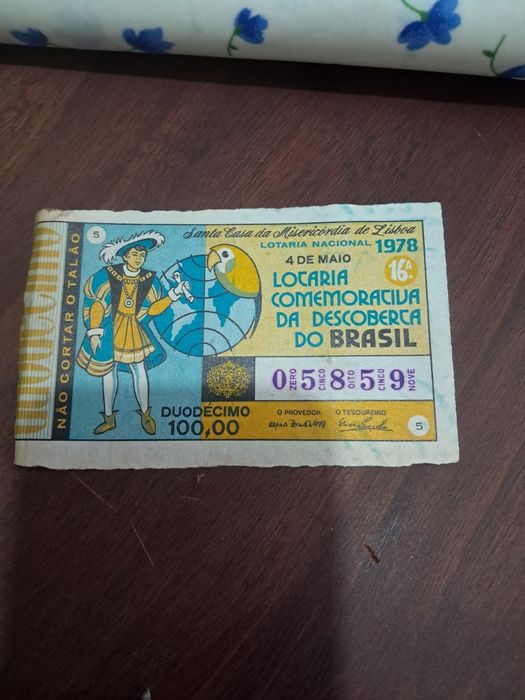 duodécimo
NÃO CORTAR O TALÃO
5
Santa Casa da Misericórdia de Lisboa
LOTARIA NACIONAL 1978
4 DE MAIO
16ª
LOTARIA
COMEMORATIVA
DA DESCOBERTA
DO BRASIL
0 ZERO 5 CINCO 8 OITO 5 CINCO 9 NOVE
DUODÉCIMO
100,00
O PROVEDOR O TESOUREIRO
5